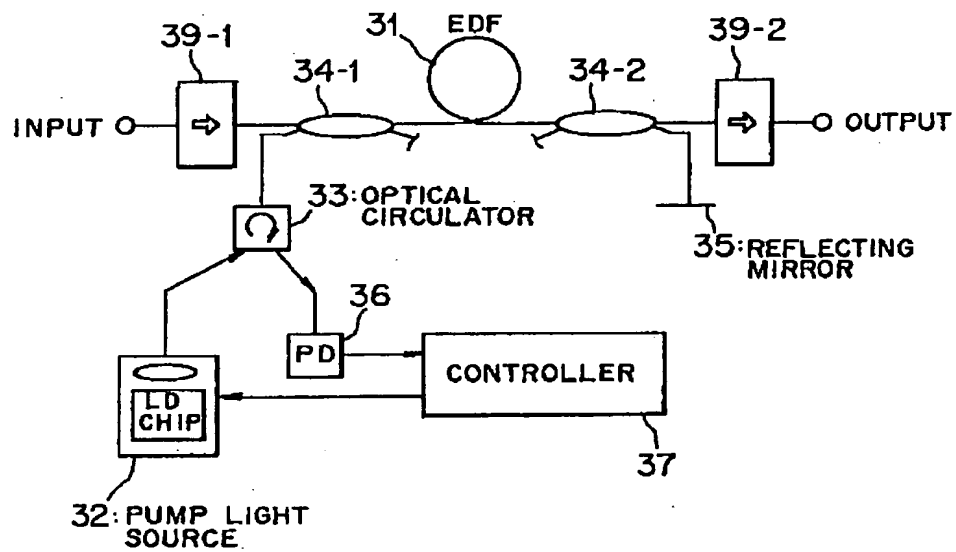 31
EDF
39-1
34-1
34-2
39-2
INPUT
OUTPUT
33: OPTICAL
CIRCULATOR
35: REFLECTING
MIRROR
36
PD
CONTROLLER
LD
CHIP
37
32: PUMP LIGHT
SOURCE